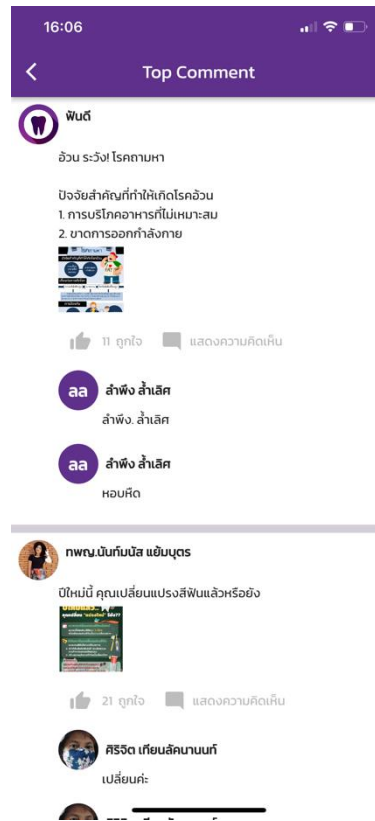 16:06
Top Comment
ฟันดี
อ้วน ระวัง! โรคถามหา
ปัจจัยสำคัญที่ทำให้เกิดโรคอ้วน
1. การบริโภคอาหารที่ไม่เหมาะสม
2. ขาดการออกกำลังกาย
11 ถูกใจ แสดงความคิดเห็น
ลล ลำพึง ล้ำเลิศ
ลำพึง. ล้ำเลิศ
ลล ลำพึง ล้ำเลิศ
หอบหืด
ทพญ.นันท์มนัส แย้มบุตร
ปีใหม่นี้ คุณเปลี่ยนแปรงสีฟันแล้วหรือยัง
21 ถูกใจ แสดงความคิดเห็น
ศิริจิต เทียนลัคนานนท์
เปลี่ยนค่ะ